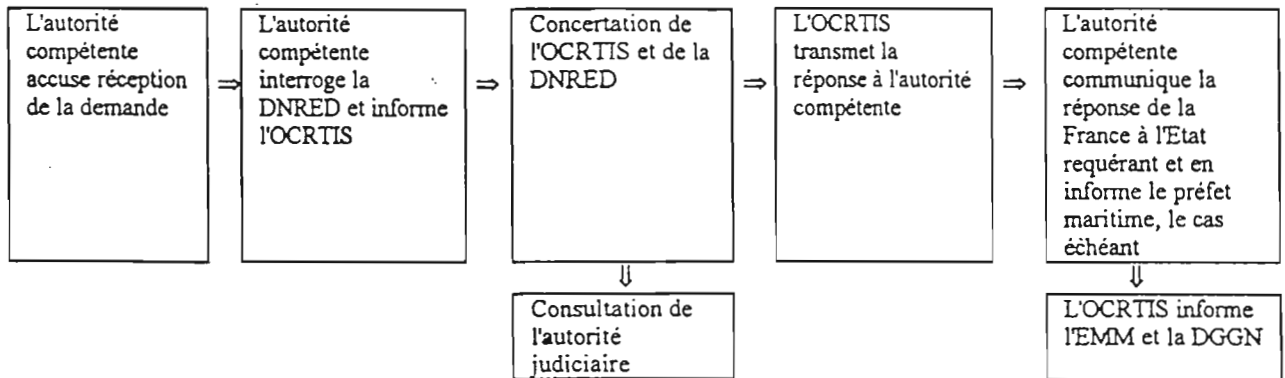 L'autorité
compétente
accuse réception
de la demande
⇒
L'autorité
compétente
interroge la
DNRED et informe
l'OCRTIS
⇒
Concertation de
l'OCRTIS et de la
DNRED
⇒
L'OCRTIS
transmet la
réponse à l'autorité
compétente
⇒
L'autorité
compétente
communique la
réponse de la
France à l'Etat
requérant et en
informe le préfet
maritime, le cas
échéant
⇓
Consultation de
l'autorité
judiciaire
⇓
L'OCRTIS informe
l'EMM et la DGGN